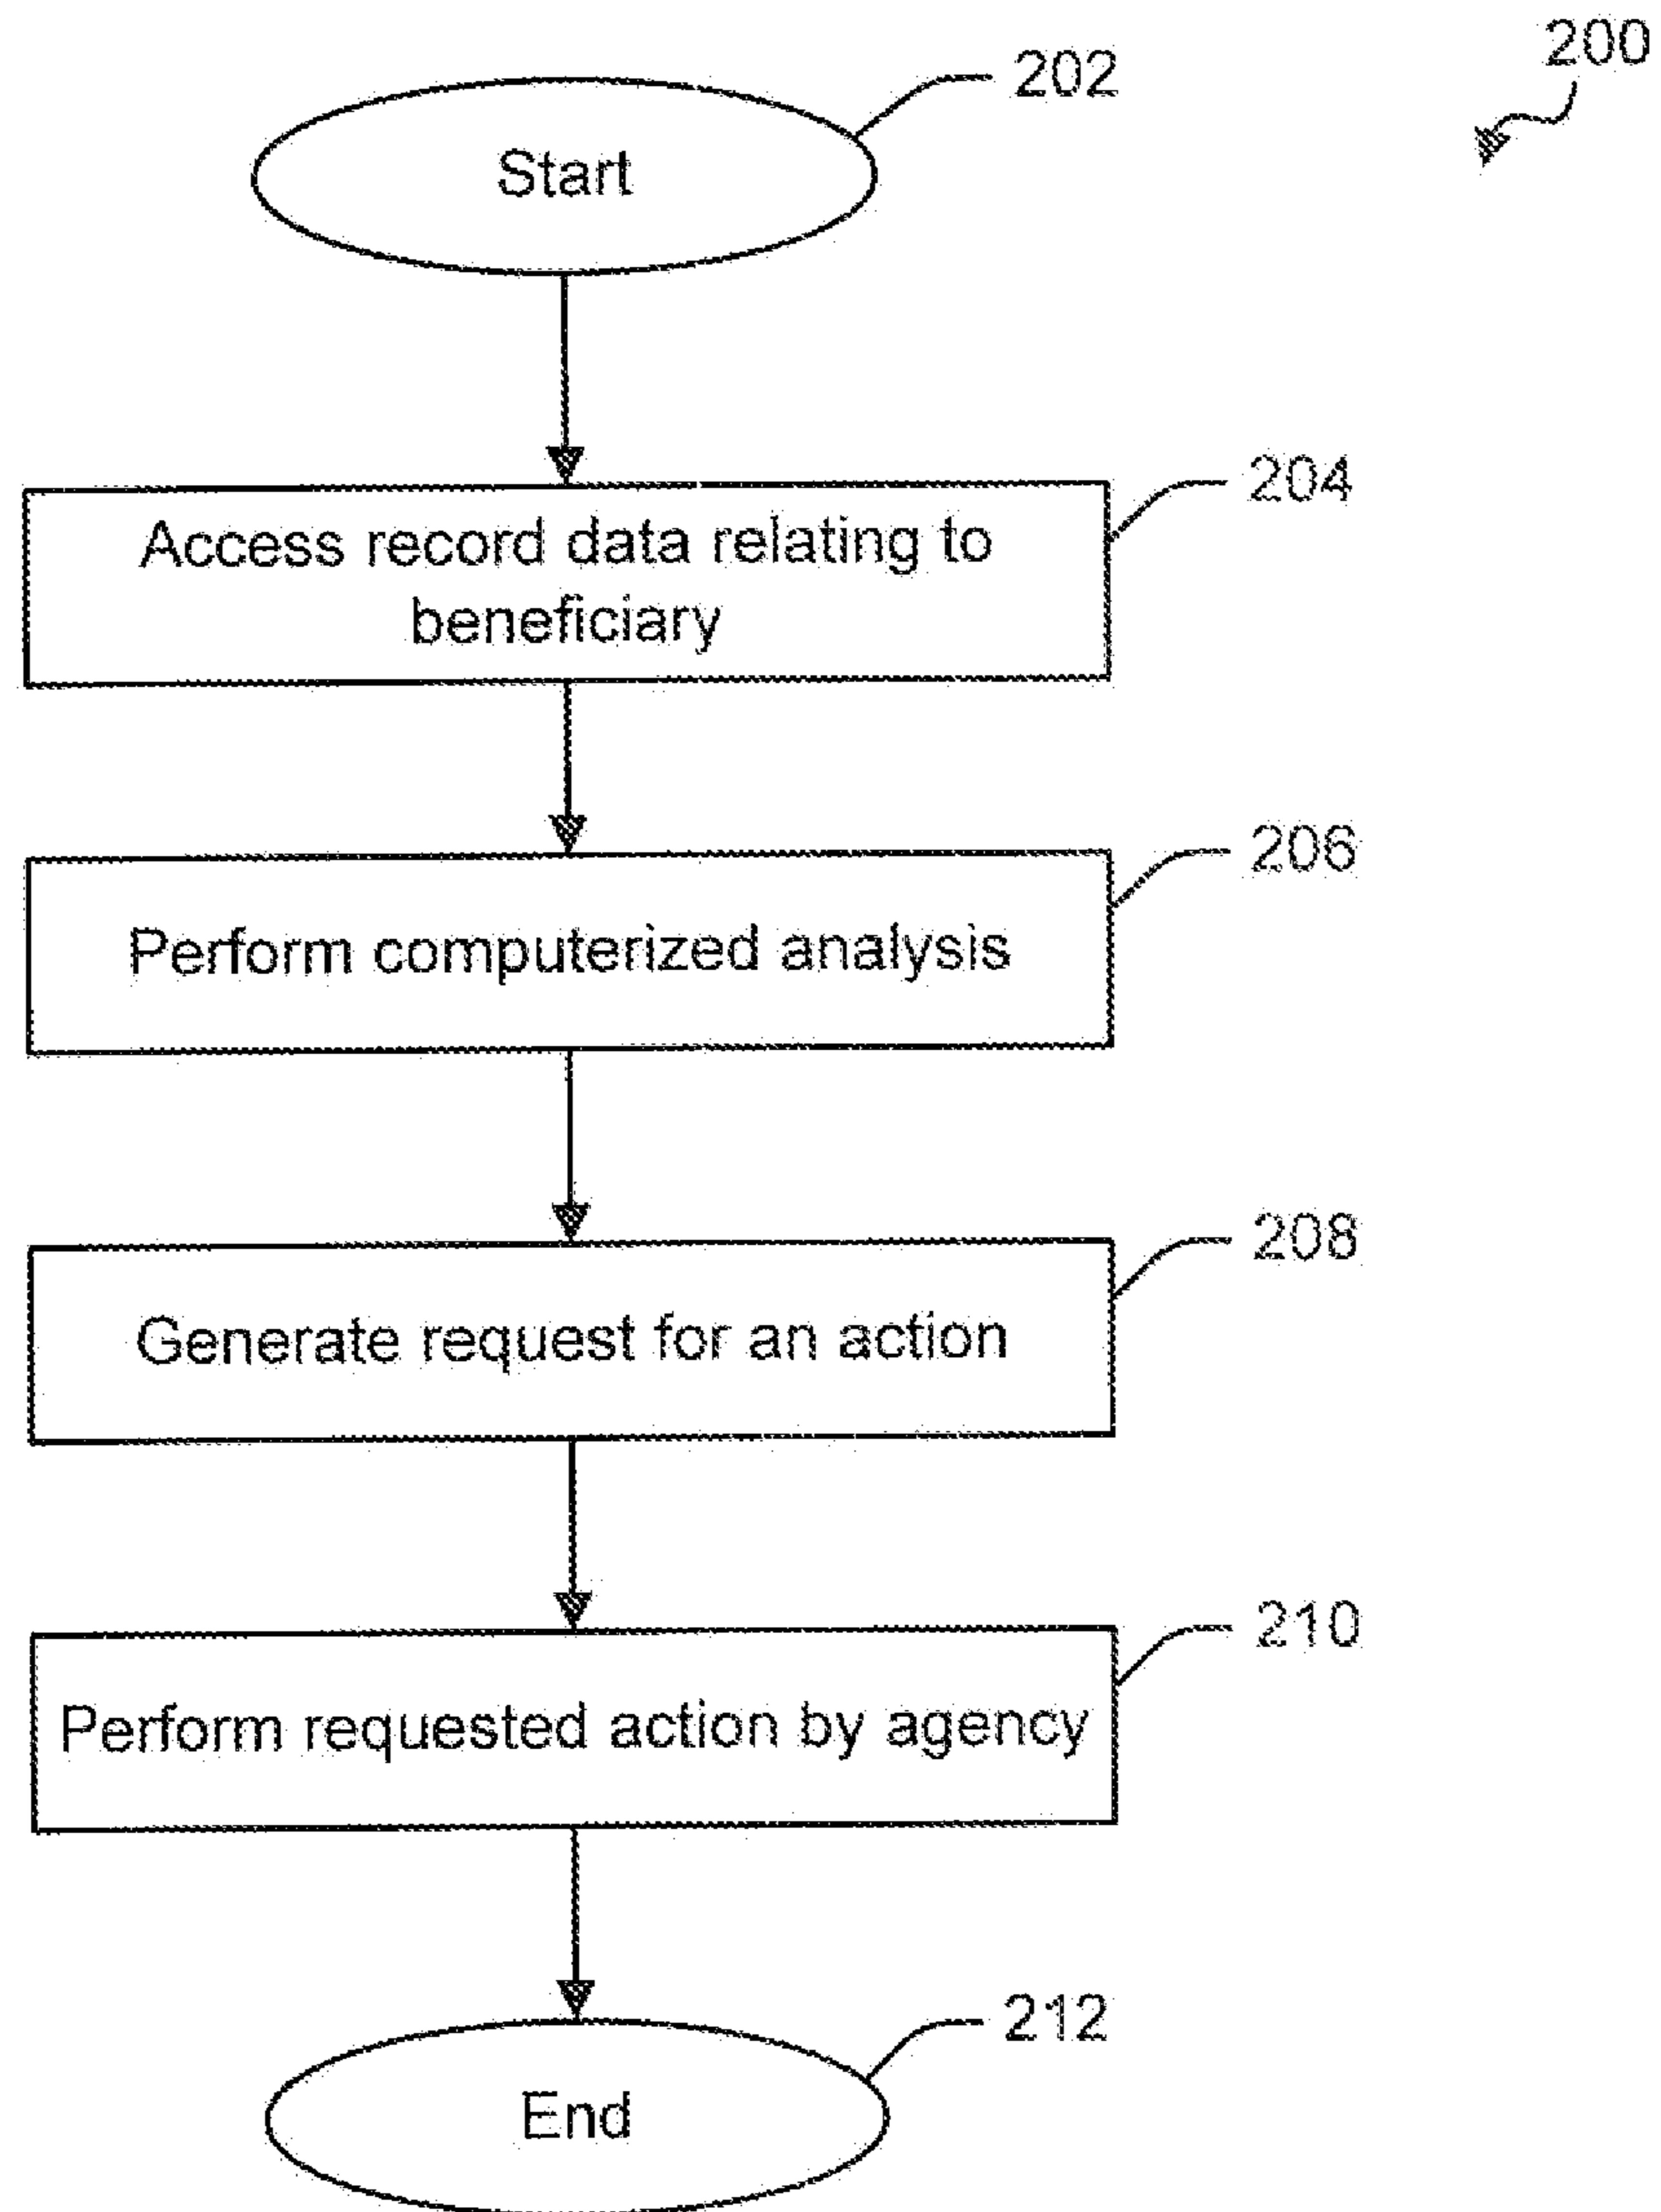 200
202
Start
204
Access record data relating to
beneficiary
206
Perform computerized analysis
208
Generate request for an action
210
Perform requested action by agency
212
End